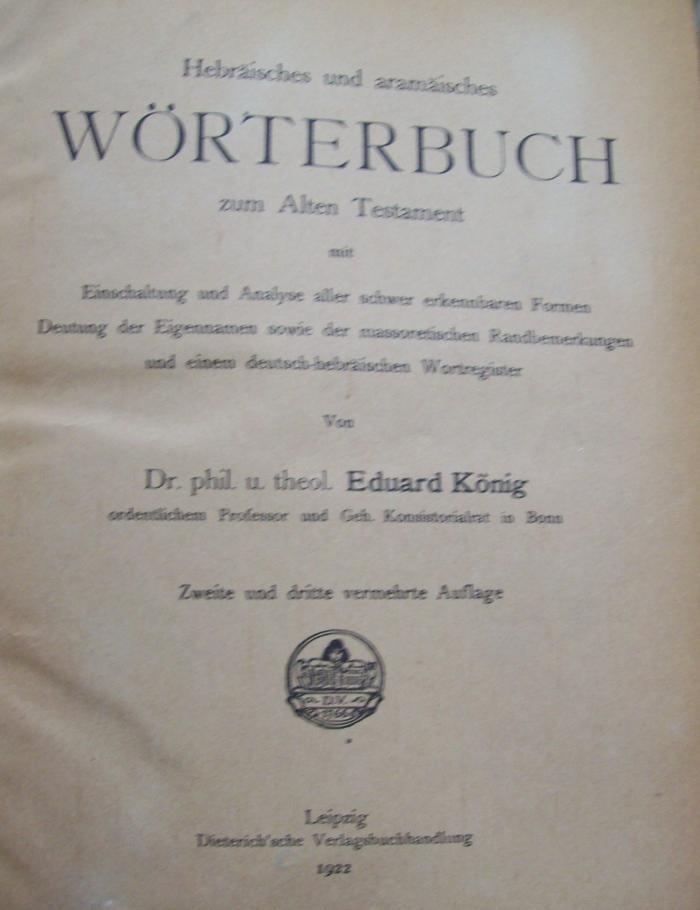 Hebräisches und aramäisches
WÖRTERBUCH
zum Alten Testament
mit
Einschaltung und Analyse aller schwer erkennbaren Formen
Deutung der Eigennamen sowie der massoretischen Randbemerkungen
und einem deutsch-hebräischen Wortregister
Von
Dr. phil. u. theol. Eduard König
ordentlichem Professor und Geh. Konsistorialrat in Bonn
Zweite und dritte vermehrte Auflage
D.V.
Leipzig
Dieterich'sche Verlagsbuchhandlung
1922